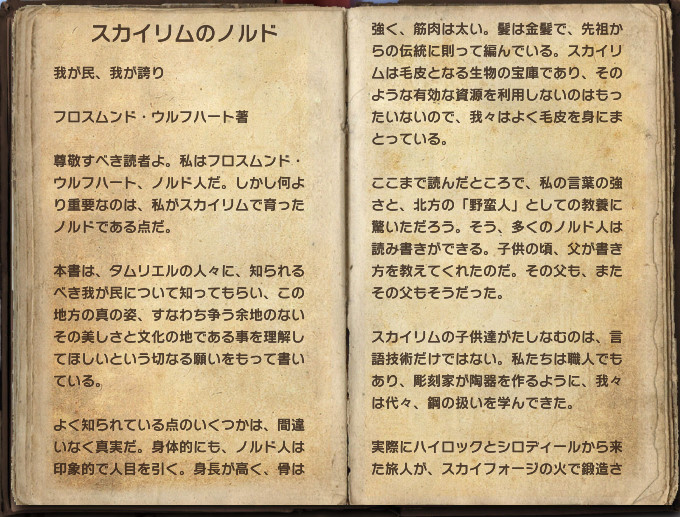 スカイリムのノルド
我が民、我が誇り
フロスムンド・ウルフハート著
尊敬すべき読者よ。私はフロスムンド・
ウルフハート、ノルド人だ。しかし何よ
り重要なのは、私がスカイリムで育った
ノルドである点だ。
本書は、タムリエルの人々に、知られる
べき我が民について知ってもらい、この
地方の真の姿、すなわち争う余地のない
その美しさと文化の地である事を理解し
てほしいという切なる願いをもって書い
ている。
よく知られている点のいくつかは、間違
いなく真実だ。身体的にも、ノルド人は
印象的で人目を引く。身長が高く、骨は
強く、筋肉は太い。髪は金髪で、先祖か
らの伝統に則って編んでいる。スカイリ
ムは毛皮となる生物の宝庫であり、その
ような有効な資源を利用しないのはもっ
たいないので、我々はよく毛皮を身にま
とっている。
ここまで読んだところで、私の言葉の強
さと、北方の「野蛮人」としての教養に
驚いただろう。そう、多くのノルド人は
読み書きができる。子供の頃、父が書き
方を教えてくれたのだ。その父も、また
その父もそうだった。
スカイリムの子供達がたしなむのは、言
語技術だけではない。私たちは職人でも
あり、彫刻家が陶器を作るように、我々
は代々、鋼の扱いを学んできた。
実際にハイロックとシロディールから来
た旅人が、スカイフォージの火で鍛造さ